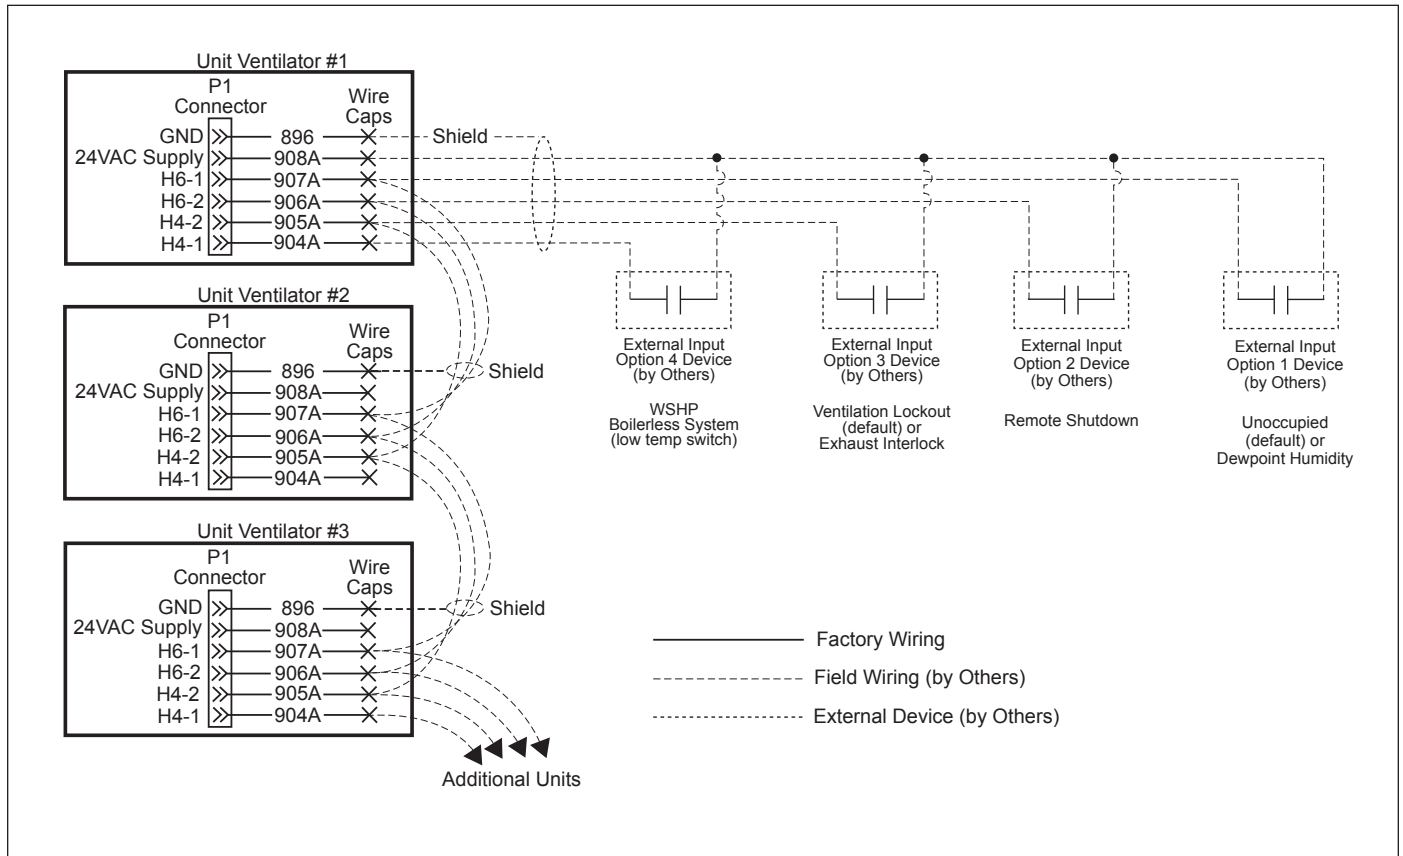 Unit Ventilator #1
P1
Connector
Wire
Caps
GND
896
Shield
24VAC Supply
908A
H6-1
907A
H6-2
906A
H4-2
905A
H4-1
904A
Unit Ventilator #2
P1
Connector
Wire
Caps
GND
896
Shield
24VAC Supply
908A
H6-1
907A
H6-2
906A
H4-2
905A
H4-1
904A
Unit Ventilator #3
P1
Connector
Wire
Caps
GND
896
Shield
24VAC Supply
908A
H6-1
907A
H6-2
906A
H4-2
905A
H4-1
904A
Additional Units
External Input
Option 4 Device
(by Others)
WSHP
Boilerless System
(low temp switch)
External Input
Option 3 Device
(by Others)
Ventilation Lockout
(default) or
Exhaust Interlock
External Input
Option 2 Device
(by Others)
Remote Shutdown
External Input
Option 1 Device
(by Others)
Unoccupied
(default) or
Dewpoint Humidity
Factory Wiring
Field Wiring (by Others)
External Device (by Others)